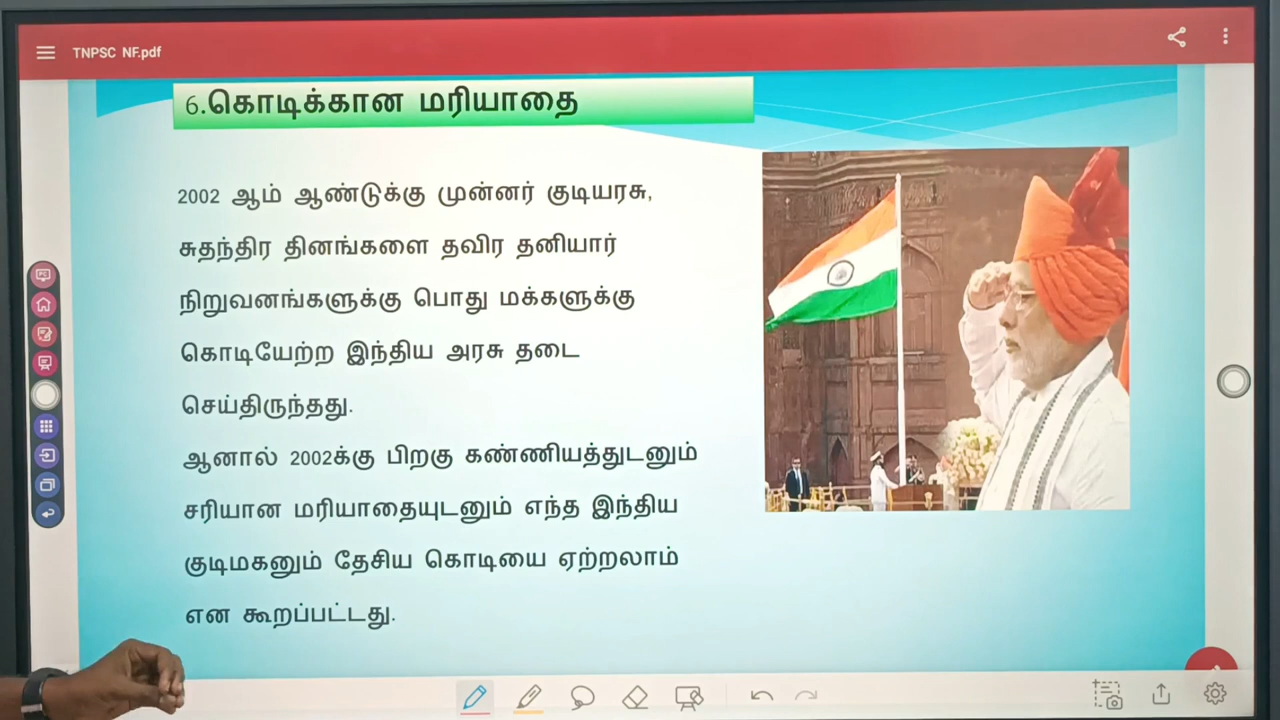 TNPSC NF.pdf
6.கொடிக்கான மரியாதை
2002 ஆம் ஆண்டுக்கு முன்னர் குடியரசு,
சுதந்திர தினங்களை தவிர தனியார்
நிறுவனங்களுக்கு பொது மக்களுக்கு
கொடியேற்ற இந்திய அரசு தடை
செய்திருந்தது.
ஆனால் 2002க்கு பிறகு கண்ணியத்துடனும்
சரியான மரியாதையுடனும் எந்த இந்திய
குடிமகனும் தேசிய கொடியை ஏற்றலாம்
என கூறப்பட்டது.